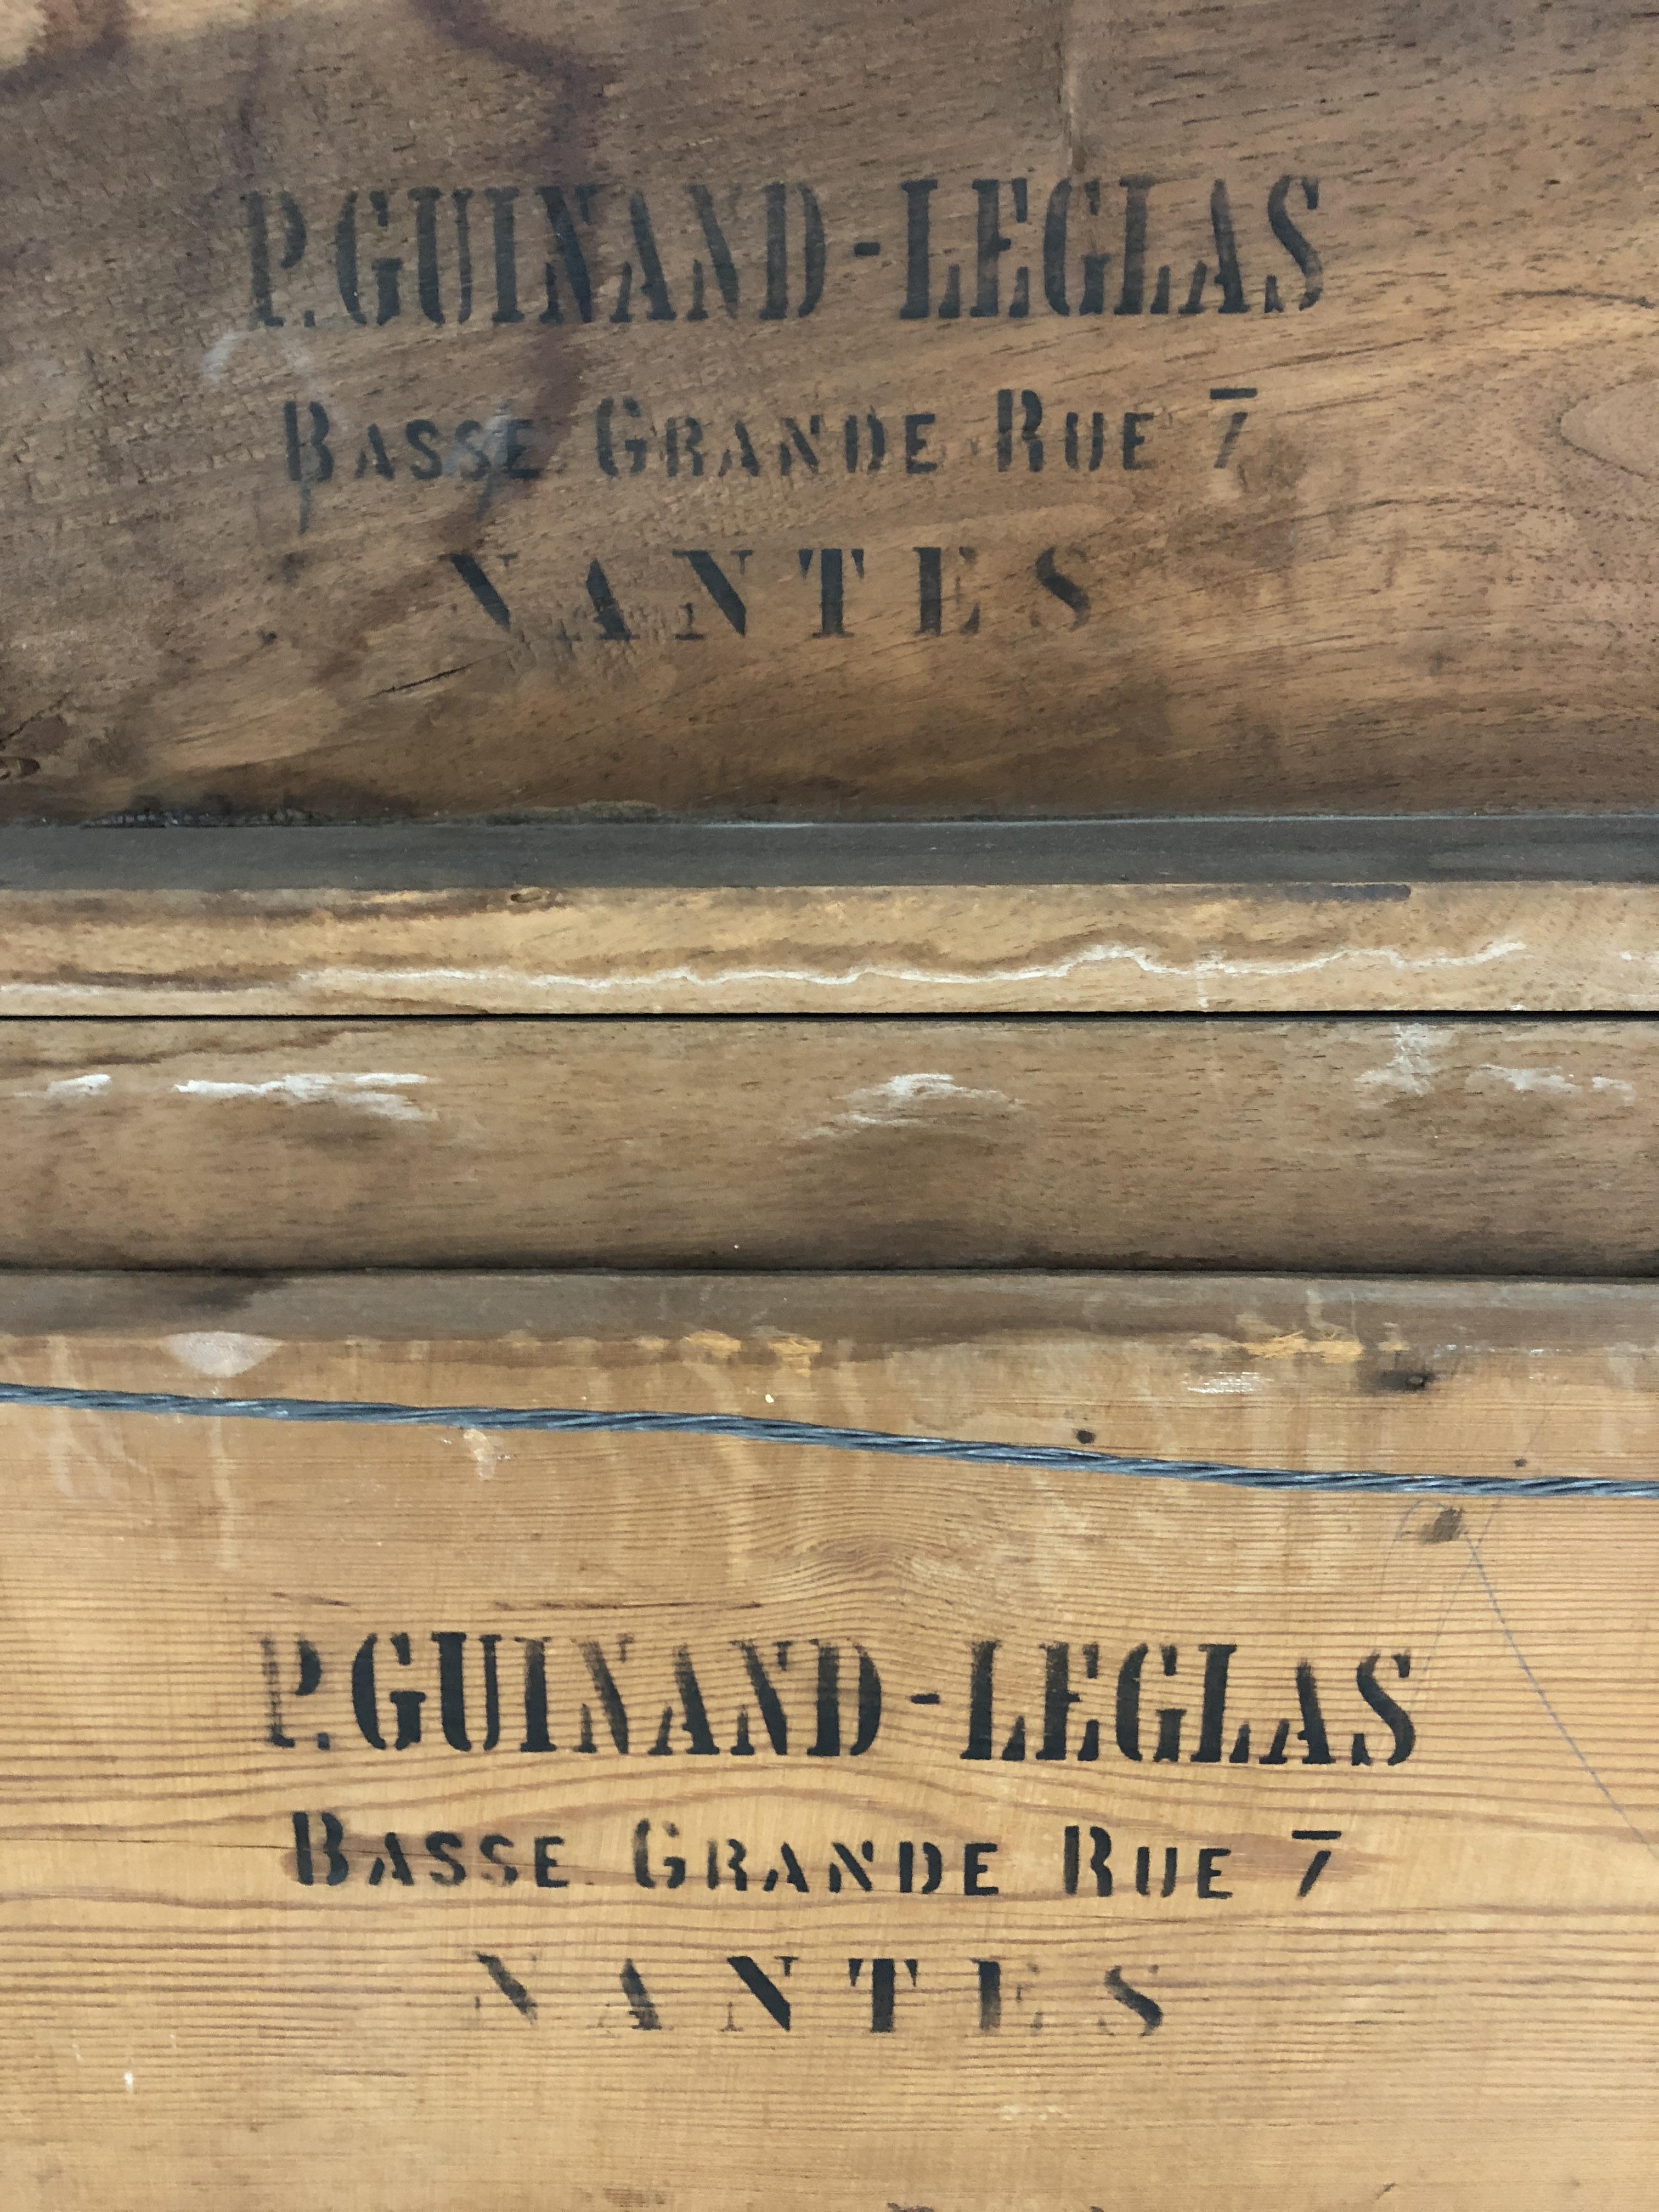 P. GUINAND-LEGLAS
BASSE GRANDE RUE 7
NANTES
P. GUINAND-LEGLAS
BASSE GRANDE RUE 7
NANTES